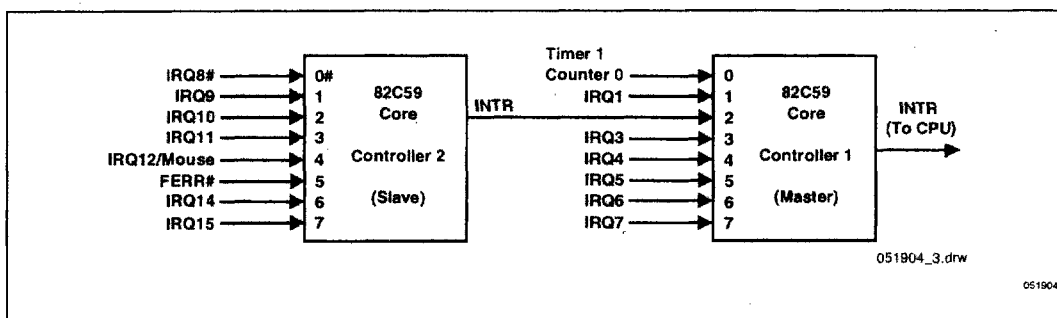 IRQ8#
IRQ9
IRQ10
IRQ11
IRQ12/Mouse
FERR#
IRQ14
IRQ15
0#
1
2
3
4
5
6
7
82C59
Core
Controller 2
(Slave)
INTR
Timer 1
Counter 0
IRQ1
IRQ3
IRQ4
IRQ5
IRQ6
IRQ7
0
1
2
3
4
5
6
7
82C59
Core
Controller 1
(Master)
INTR
(To CPU)
051904_3.drw
051904